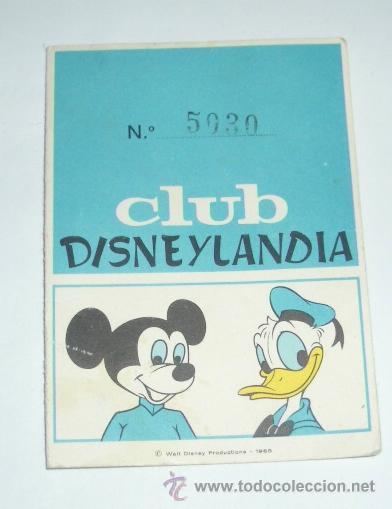 N.º 5030
club
DISNEYLANDIA
© Walt Disney Productions - 1965
www.todocoleccion.net